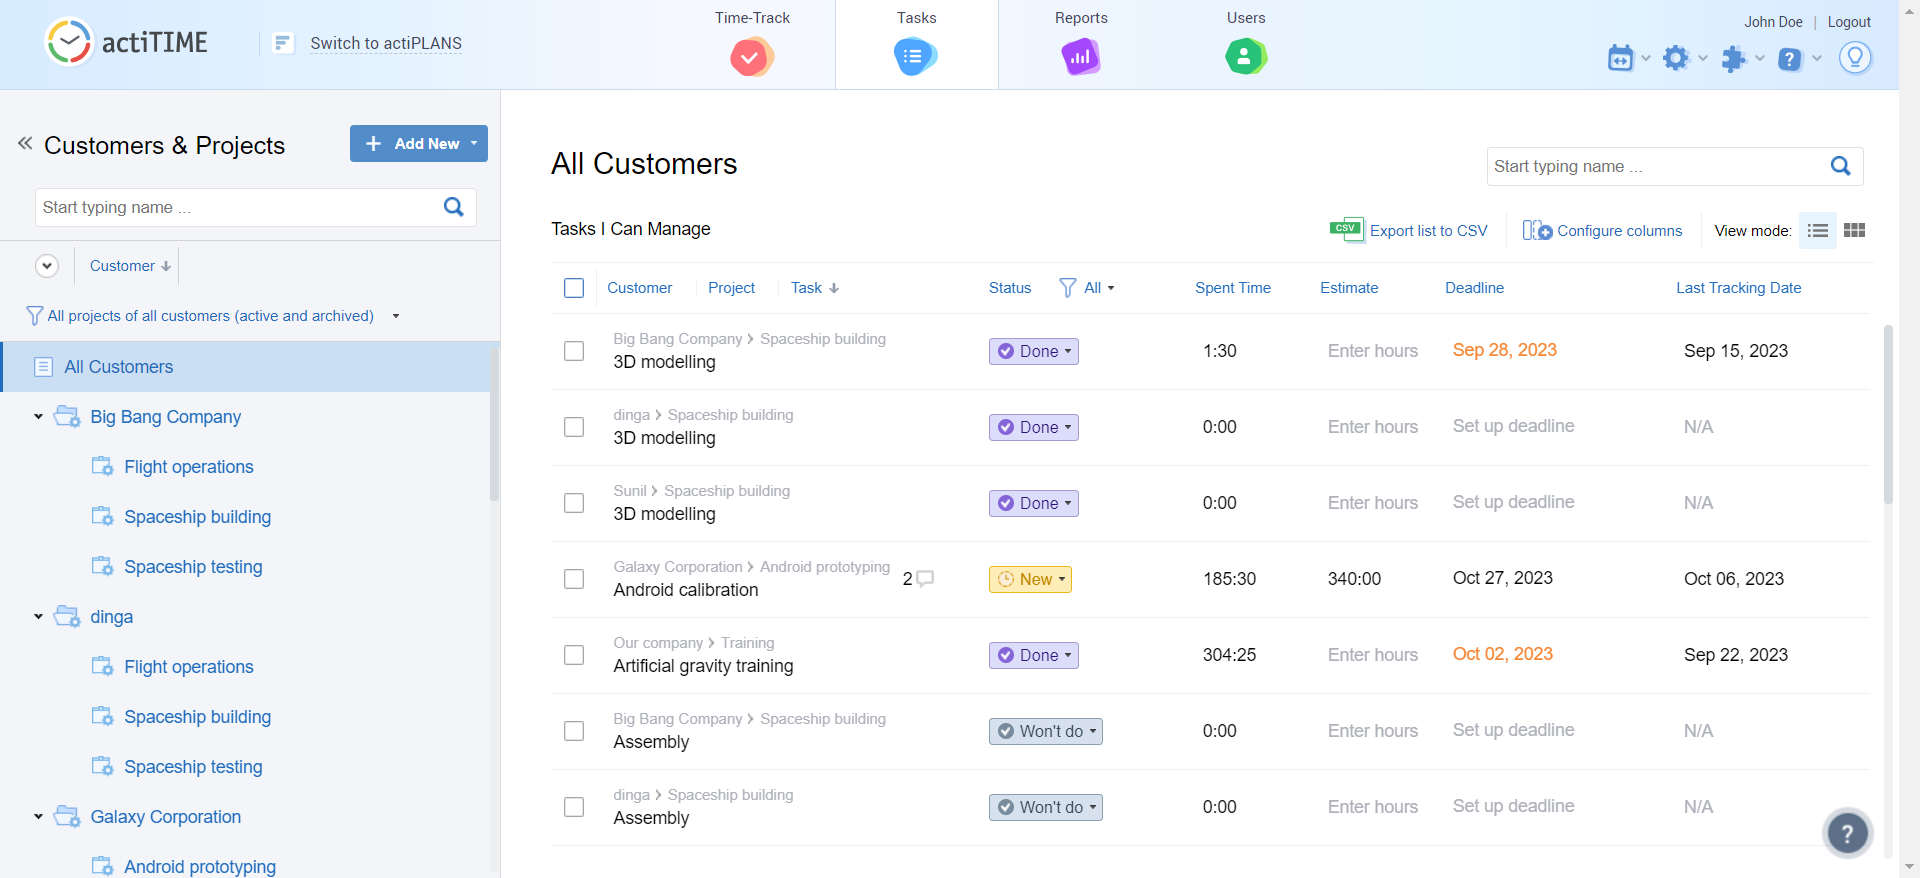 actiTIME
Switch to actiPLANS
Time-Track
Tasks
Reports
Users
John Doe | Logout
Customers & Projects
Add New
Start typing name ...
Customer
All projects of all customers (active and archived)
All Customers
Big Bang Company
Flight operations
Spaceship building
Spaceship testing
dinga
Flight operations
Spaceship building
Spaceship testing
Galaxy Corporation
Android prototyping
All Customers
Start typing name ...
Tasks I Can Manage
CSV Export list to CSV
Configure columns
View mode:
Customer Project Task Status All Spent Time Estimate Deadline Last Tracking Date
Big Bang Company > Spaceship building
3D modelling Done 1:30 Enter hours Sep 28, 2023 Sep 15, 2023
dinga > Spaceship building
3D modelling Done 0:00 Enter hours Set up deadline N/A
Sunil > Spaceship building
3D modelling Done 0:00 Enter hours Set up deadline N/A
Galaxy Corporation > Android prototyping
Android calibration 2 New 185:30 340:00 Oct 27, 2023 Oct 06, 2023
Our company > Training
Artificial gravity training Done 304:25 Enter hours Oct 02, 2023 Sep 22, 2023
Big Bang Company > Spaceship building
Assembly Won't do 0:00 Enter hours Set up deadline N/A
dinga > Spaceship building
Assembly Won't do 0:00 Enter hours Set up deadline N/A
?